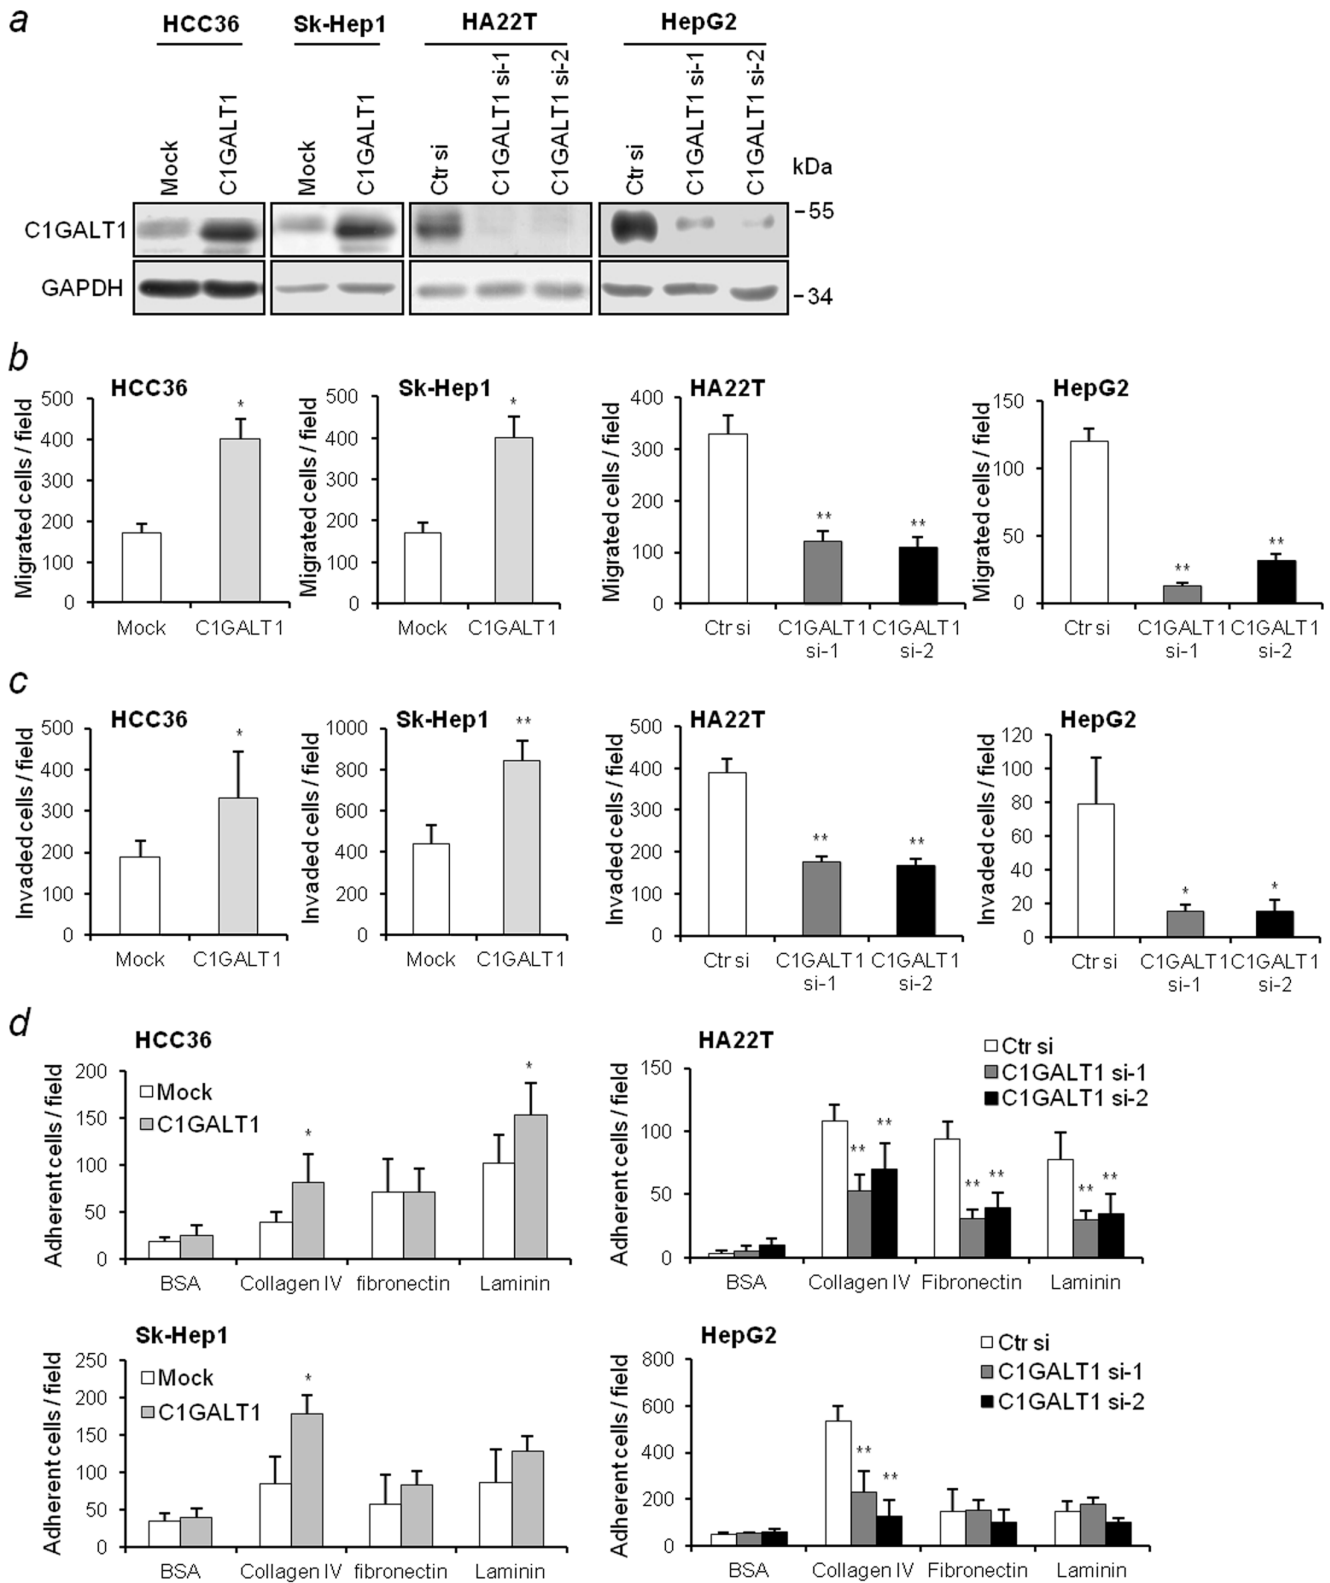 a
HCC36 Sk-Hep1 HA22T HepG2
Mock C1GALT1 Mock C1GALT1 Ctr si C1GALT1 si-1 C1GALT1 si-2 Ctr si C1GALT1 si-1 C1GALT1 si-2
kDa
C1GALT1
-55
GAPDH
-34
b
HCC36
Migrated cells / field
500
400
300
200
100
0
*
Mock C1GALT1
Sk-Hep1
Migrated cells / field
500
400
300
200
100
0
*
Mock C1GALT1
HA22T
Migrated cells / field
400
300
200
100
0
** **
Ctr si C1GALT1 C1GALT1
si-1 si-2
HepG2
Migrated cells / field
150
100
50
0
** **
Ctr si C1GALT1 C1GALT1
si-1 si-2
c
HCC36
Invaded cells / field
500
400
300
200
100
0
*
Mock C1GALT1
Sk-Hep1
Invaded cells / field
1000
800
600
400
200
0
**
Mock C1GALT1
HA22T
Invaded cells / field
500
400
300
200
100
0
** **
Ctr si C1GALT1 C1GALT1
si-1 si-2
HepG2
Invaded cells / field
120
100
80
60
40
20
0
* *
Ctr si C1GALT1 C1GALT1
si-1 si-2
d
HCC36
Adherent cells / field
200
150
100
50
0
Mock
C1GALT1
* *
BSA Collagen IV fibronectin Laminin
HA22T
Adherent cells / field
150
100
50
0
Ctr si
C1GALT1 si-1
C1GALT1 si-2
** ** ** ** ** **
BSA Collagen IV Fibronectin Laminin
Sk-Hep1
Adherent cells / field
250
200
150
100
50
0
Mock
C1GALT1
*
BSA Collagen IV fibronectin Laminin
HepG2
Adherent cells / field
800
600
400
200
0
Ctr si
C1GALT1 si-1
C1GALT1 si-2
** **
BSA Collagen IV Fibronectin Laminin